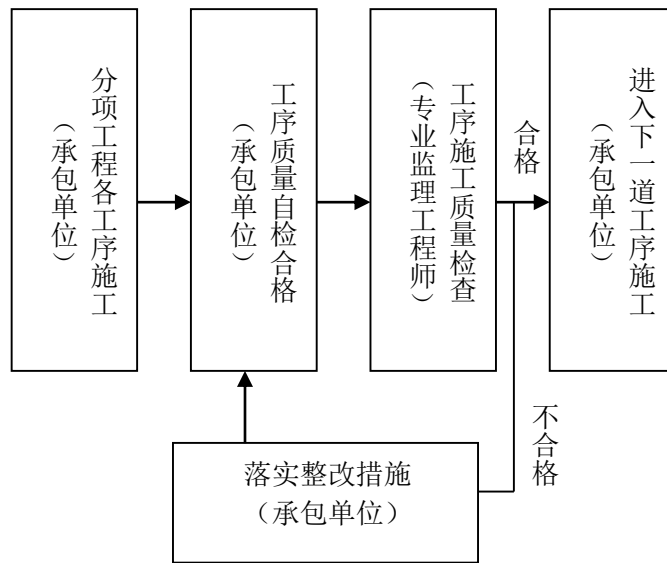 分项工程各工序施工
（承包单位）
工序质量自检合格
（承包单位）
工序施工质量检查
（专业监理工程师）
合格
进入下一道工序施工
（承包单位）
不合格
落实整改措施
（承包单位）